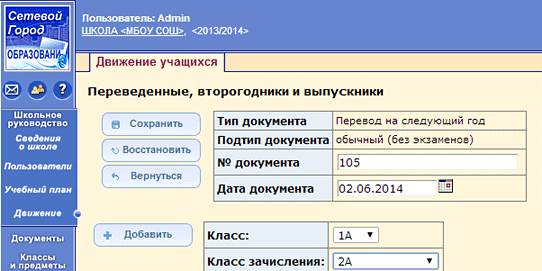 Сетевой
Город
ОБРАЗОВАНИ
Пользователь: Admin
ШКОЛА <МБОУ СОШ>, <2013/2014>
Движение учащихся
Школьное
руководство
Сведения
о школе
Пользователи
Учебный план
Движение
Документы
Классы
и предметы
Переведенные, второгодники и выпускники
Сохранить
Восстановить
Вернуться
Тип документа Перевод на следующий год
Подтип документа обычный (без экзаменов)
№ документа 105
Дата документа 02.06.2014
Добавить
Класс: 1А
Класс зачисления: 2А